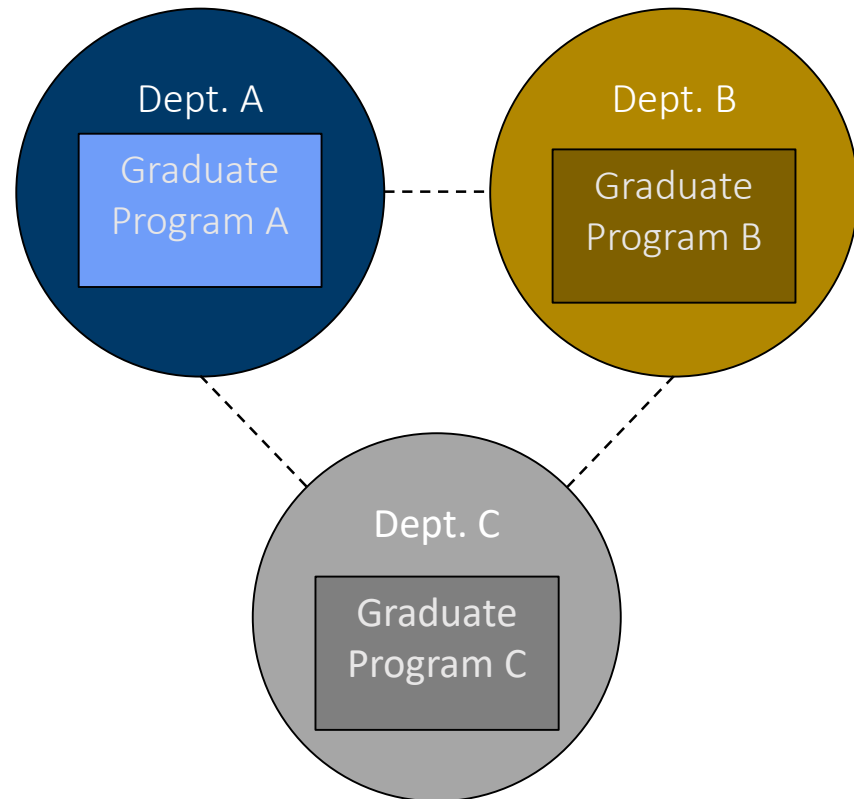 Dept. A
Graduate
Program A
Dept. B
Graduate
Program B
Dept. C
Graduate
Program C